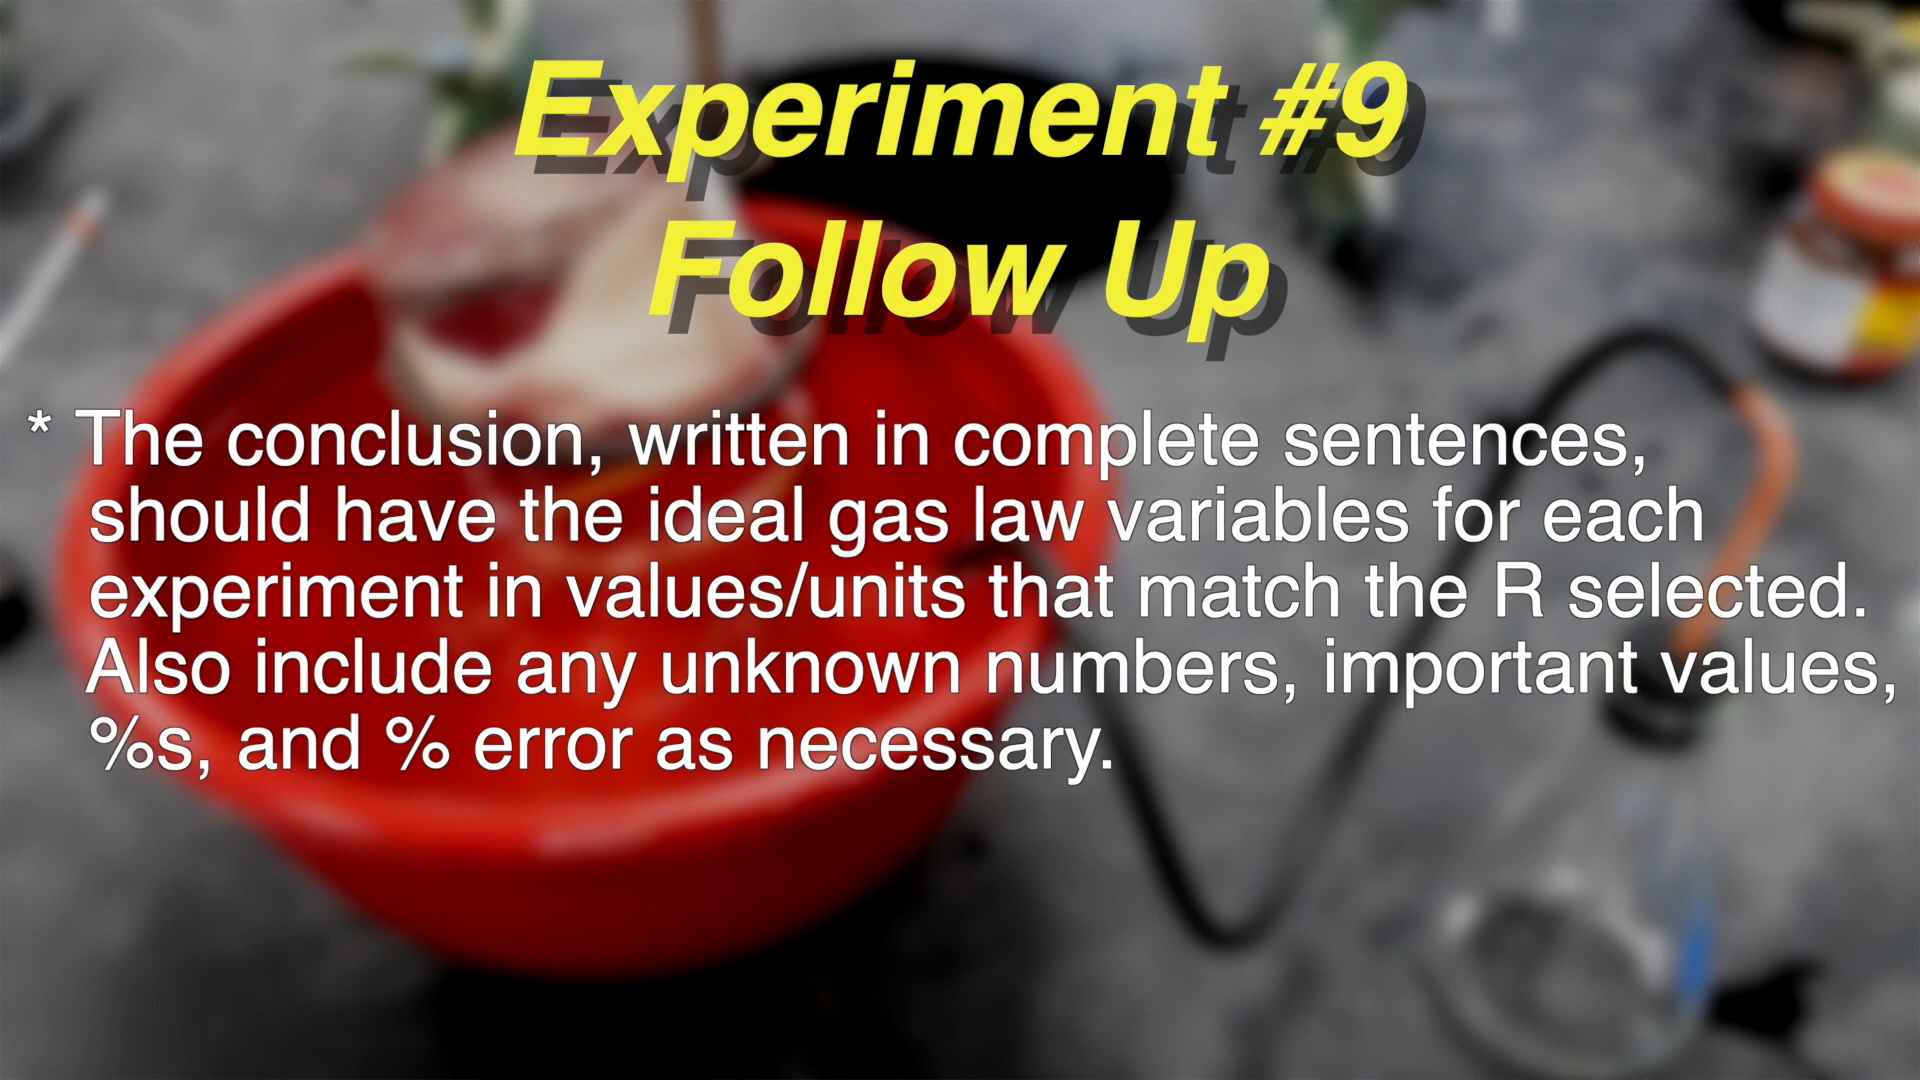 Experiment #9
Follow Up
* The conclusion, written in complete sentences,
should have the ideal gas law variables for each
experiment in values/units that match the R selected.
Also include any unknown numbers, important values,
%s, and % error as necessary.